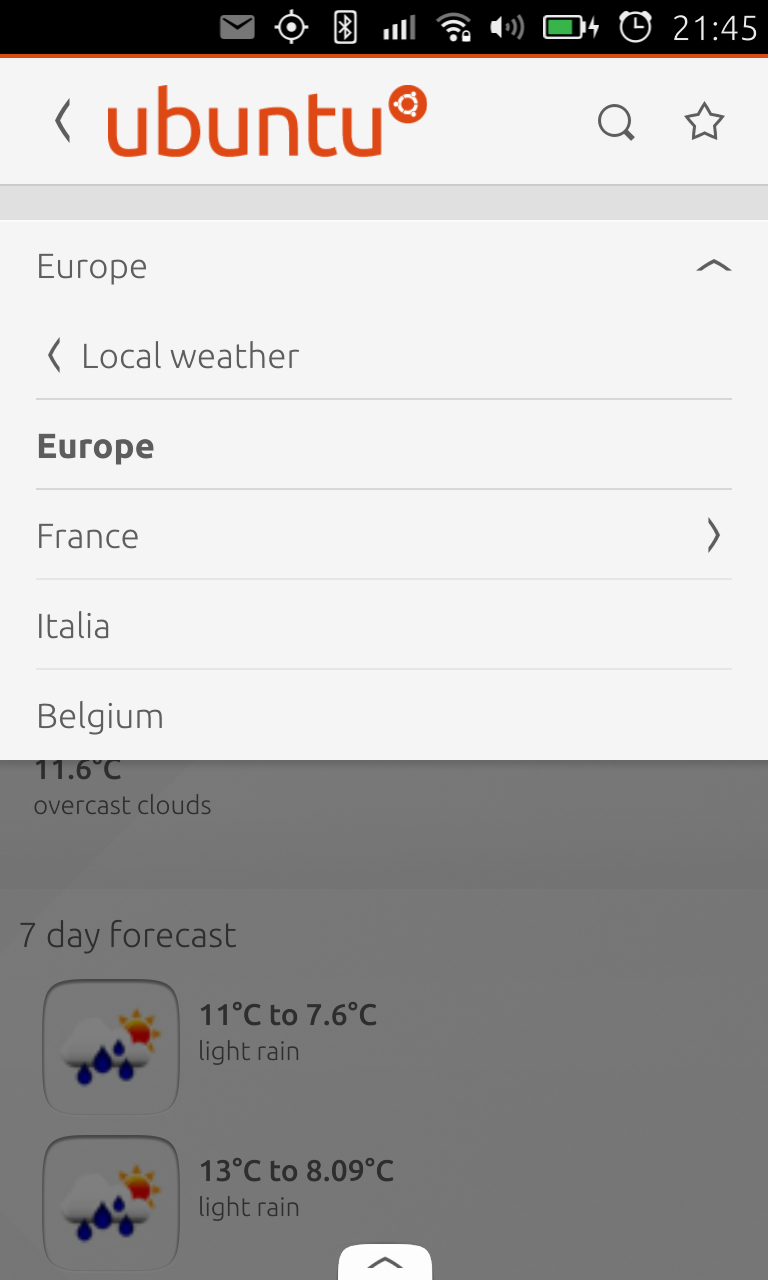 21:45
ubuntu
Europe
Local weather
Europe
France
Italia
Belgium
11.6°C
overcast clouds
7 day forecast
11°C to 7.6°C
light rain
13°C to 8.09°C
light rain